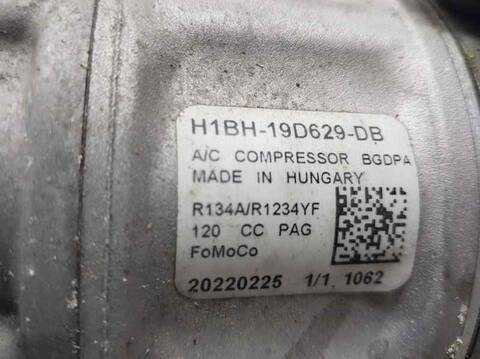 H1BH-19D629-DB
A/C COMPRESSOR BGDPA
MADE IN HUNGARY
R134A/R1234YF
120 CC PAG
FoMoCo
20220225 1/1 1062